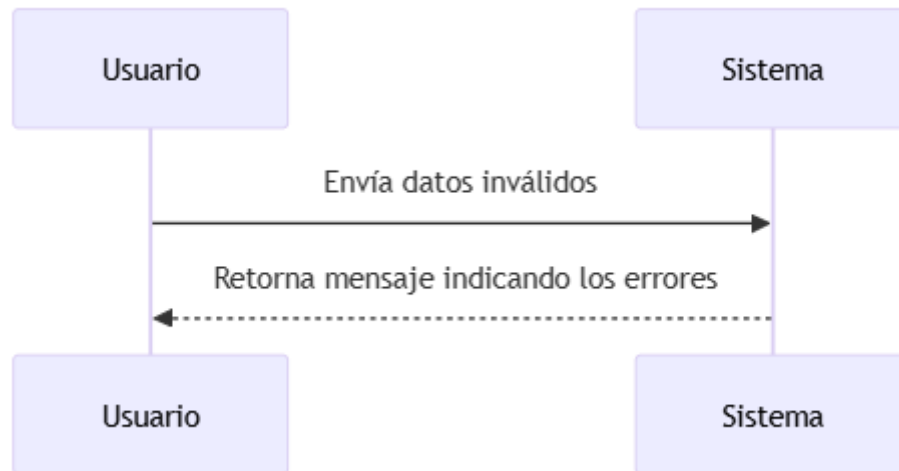 Usuario
Sistema
Envía datos inválidos
Retorna mensaje indicando los errores
Usuario
Sistema